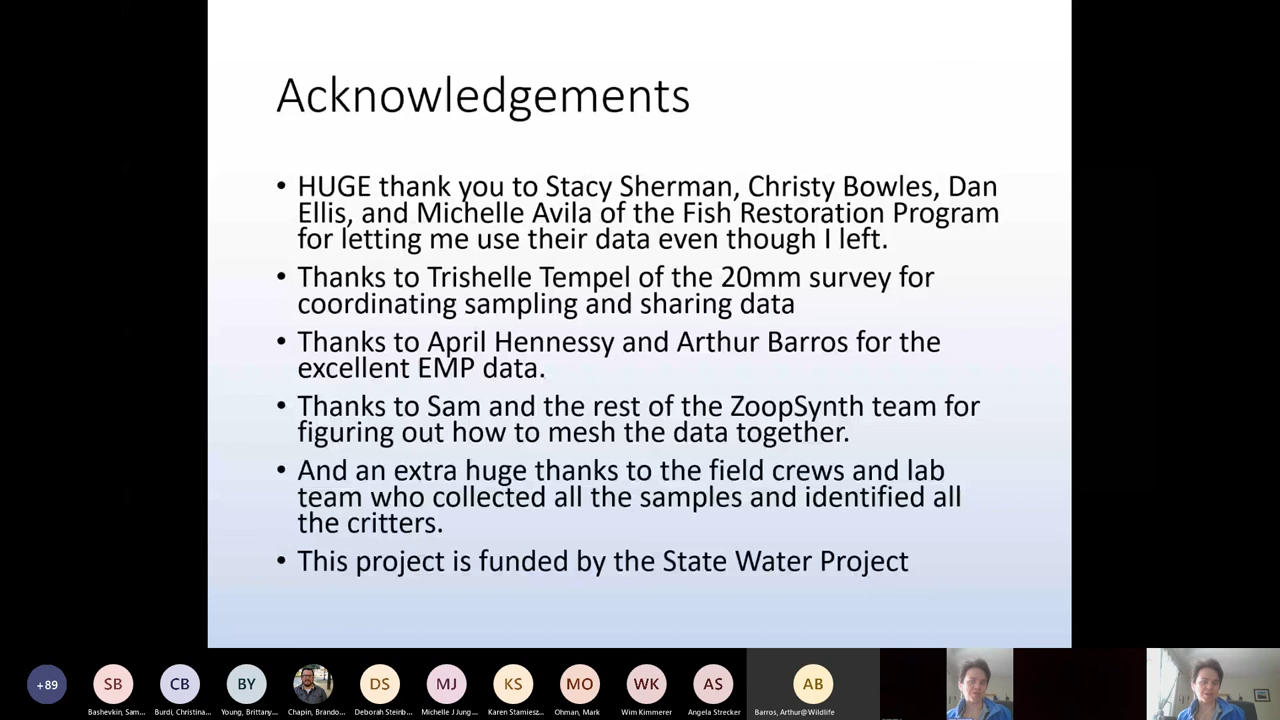 Acknowledgements
• HUGE thank you to Stacy Sherman, Christy Bowles, Dan
Ellis, and Michelle Avila of the Fish Restoration Program
for letting me use their data even though I left.
• Thanks to Trishelle Tempel of the 20mm survey for
coordinating sampling and sharing data
• Thanks to April Hennessy and Arthur Barros for the
excellent EMP data.
• Thanks to Sam and the rest of the ZoopSynth team for
figuring out how to mesh the data together.
• And an extra huge thanks to the field crews and lab
team who collected all the samples and identified all
the critters.
• This project is funded by the State Water Project
+89 SB CB BY DS MJ KS MO WK AS AB
Bashevkin, Sam... Burdi, Christina... Young, Brittany... Chapin, Brando... Deborah Steinb... Michelle J Jung... Karen Stamiesz... Ohman, Mark Wim Kimmerer Angela Strecker Barros, Arthur@Wildlife